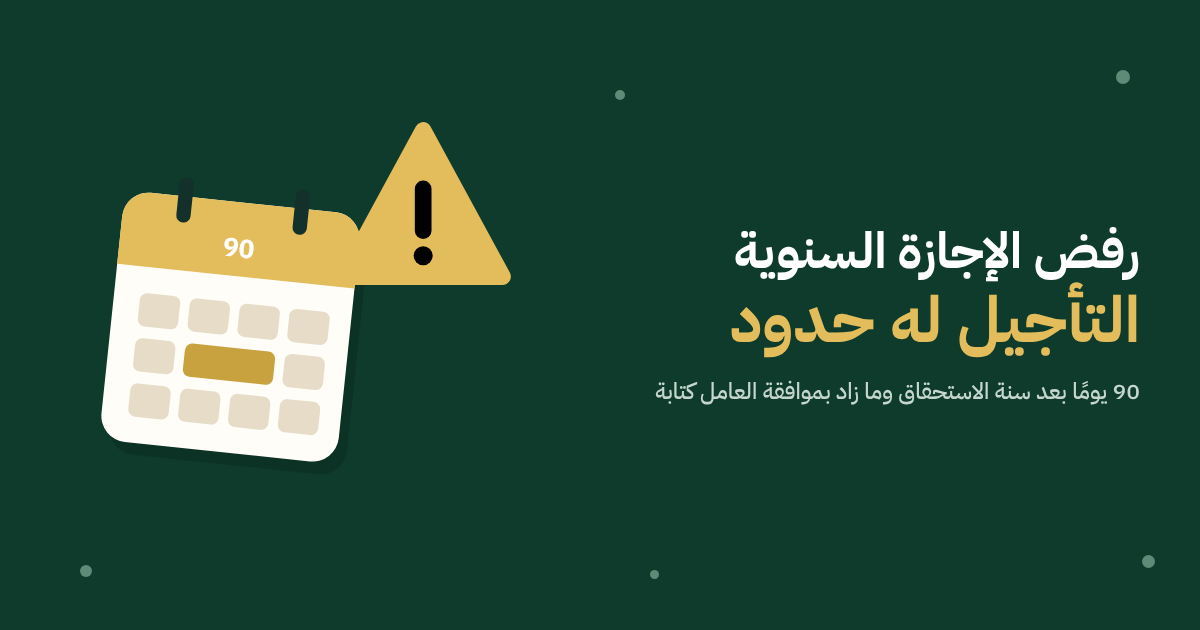 رفض الإجازة السنوية
التأجيل له حدود
90 يومًا بعد سنة الاستحقاق وما زاد بموافقة العامل كتابة
90